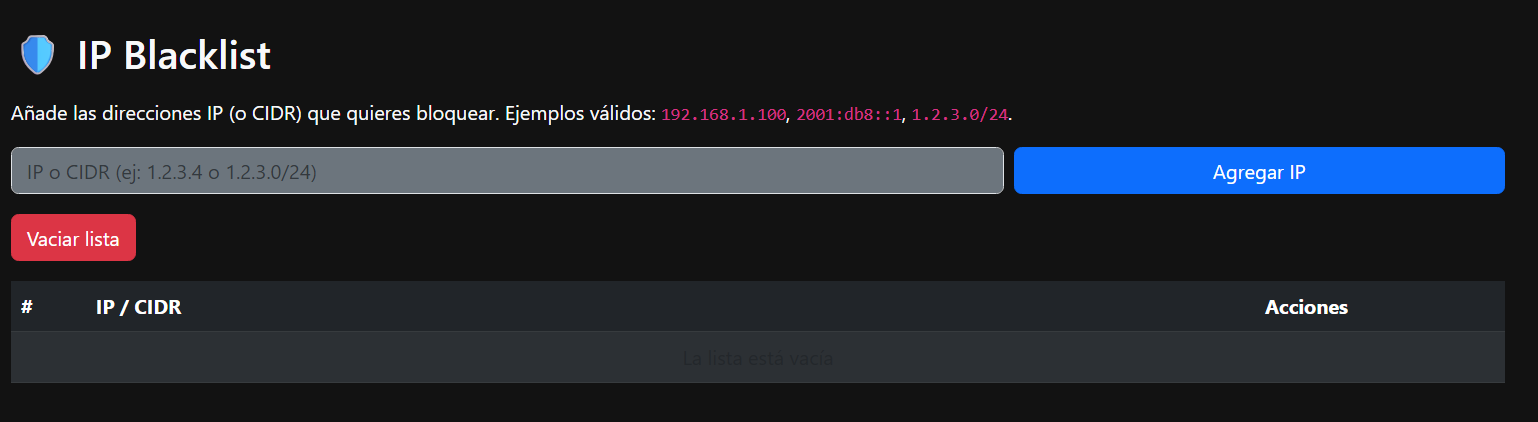 IP Blacklist
Añade las direcciones IP (o CIDR) que quieres bloquear. Ejemplos válidos: 192.168.1.100, 2001:db8::1, 1.2.3.0/24.
IP o CIDR (ej: 1.2.3.4 o 1.2.3.0/24) Agregar IP
Vaciar lista
# IP / CIDR Acciones
La lista está vacía